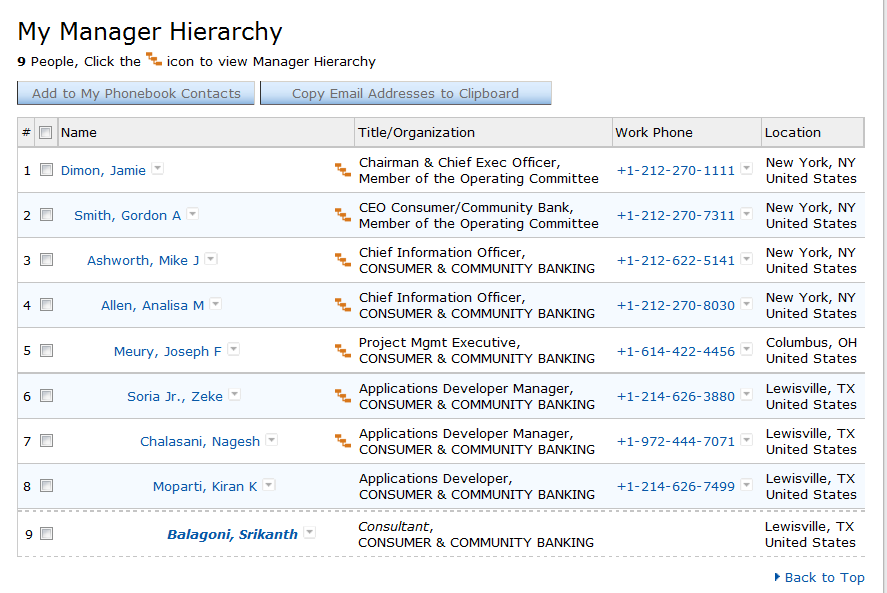 My Manager Hierarchy
9 People, Click the icon to view Manager Hierarchy
Add to My Phonebook Contacts Copy Email Addresses to Clipboard
# Name Title/Organization Work Phone Location
1 Dimon, Jamie Chairman & Chief Exec Officer, +1-212-270-1111 New York, NY
Member of the Operating Committee United States
2 Smith, Gordon A CEO Consumer/Community Bank, +1-212-270-7311 New York, NY
Member of the Operating Committee United States
3 Ashworth, Mike J Chief Information Officer, +1-212-622-5141 New York, NY
CONSUMER & COMMUNITY BANKING United States
4 Allen, Analisa M Chief Information Officer, +1-212-270-8030 New York, NY
CONSUMER & COMMUNITY BANKING United States
5 Meury, Joseph F Project Mgmt Executive, +1-614-422-4456 Columbus, OH
CONSUMER & COMMUNITY BANKING United States
6 Soria Jr., Zeke Applications Developer Manager, +1-214-626-3880 Lewisville, TX
CONSUMER & COMMUNITY BANKING United States
7 Chalasani, Nagesh Applications Developer Manager, +1-972-444-7071 Lewisville, TX
CONSUMER & COMMUNITY BANKING United States
8 Moparti, Kiran K Applications Developer, +1-214-626-7499 Lewisville, TX
CONSUMER & COMMUNITY BANKING United States
9 Balagoni, Srikanth Consultant, Lewisville, TX
CONSUMER & COMMUNITY BANKING United States
Back to Top